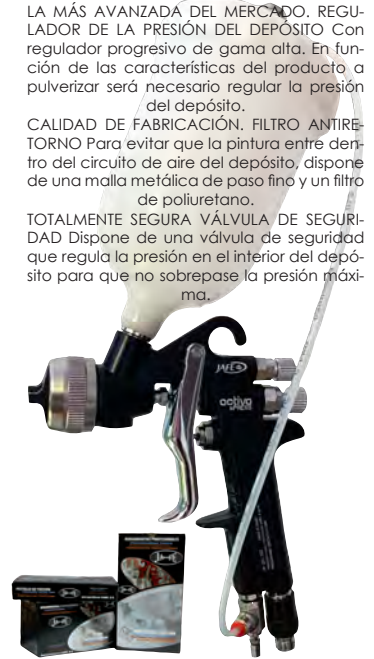 LA MÁS AVANZADA DEL MERCADO. REGU-
LADOR DE LA PRESIÓN DEL DEPÓSITO Con
regulador progresivo de gama alta. En fun-
ción de las características del producto a
pulverizar será necesario regular la presión
del depósito.
CALIDAD DE FABRICACIÓN. FILTRO ANTIRE-
TORNO Para evitar que la pintura entre den-
tro del circuito de aire del depósito, dispone
de una malla metálica de paso fino y un filtro
de poliuretano.
TOTALMENTE SEGURA VÁLVULA DE SEGURI-
DAD Dispone de una válvula de seguridad
que regula la presión en el interior del depó-
sito para que no sobrepase la presión máxi-
ma.
JAFE
activa